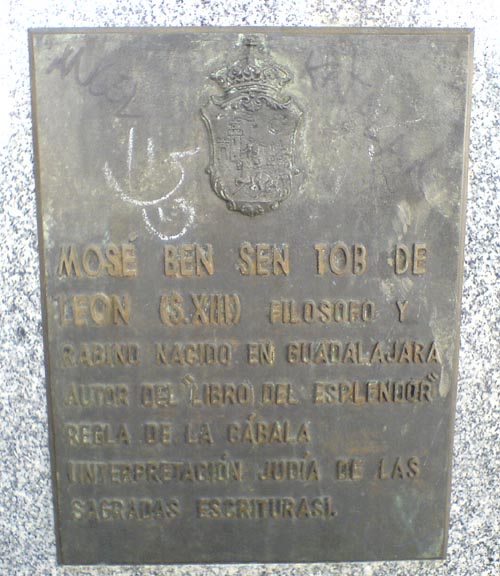 MOSÉ BEN SEN TOB DE
LEON (S.XIII) FILOSOFO Y
RABINO NACIDO EN GUADALAJARA
AUTOR DEL "LIBRO DEL ESPLENDOR"
REGLA DE LA CÁBALA
(INTERPRETACIÓN JUDÍA DE LAS
SAGRADAS ESCRITURAS).